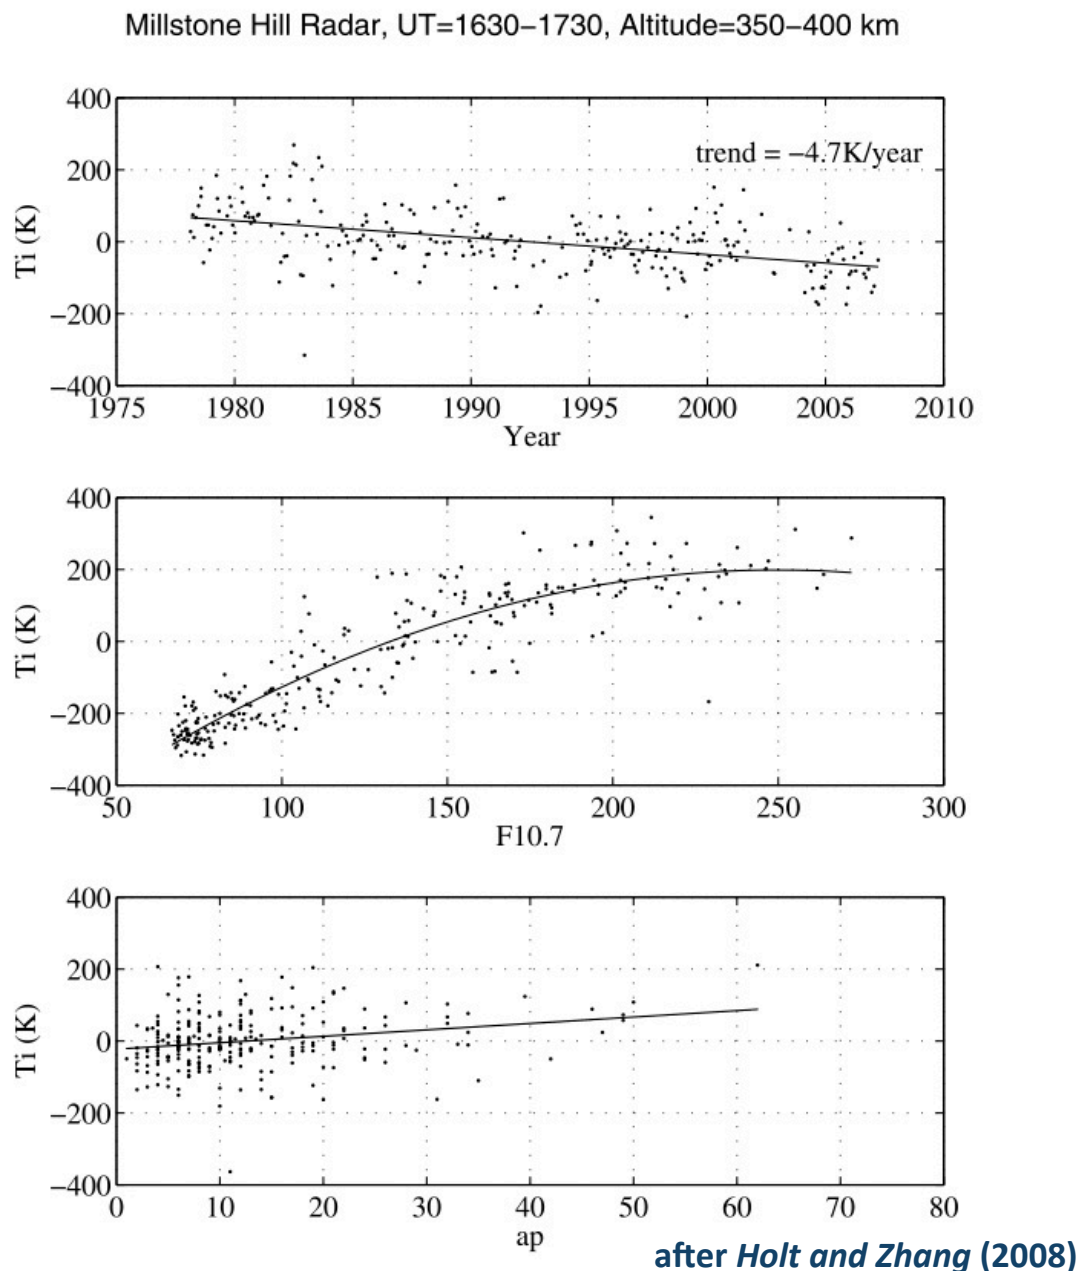 Millstone Hill Radar, UT=1630−1730, Altitude=350−400 km
400
200
0
−200
−400
Ti (K)
trend = −4.7K/year
1975 1980 1985 1990 1995 2000 2005 2010
Year
400
200
0
−200
−400
Ti (K)
50 100 150 200 250 300
F10.7
400
200
0
−200
−400
Ti (K)
0 10 20 30 40 50 60 70 80
ap
after Holt and Zhang (2008)